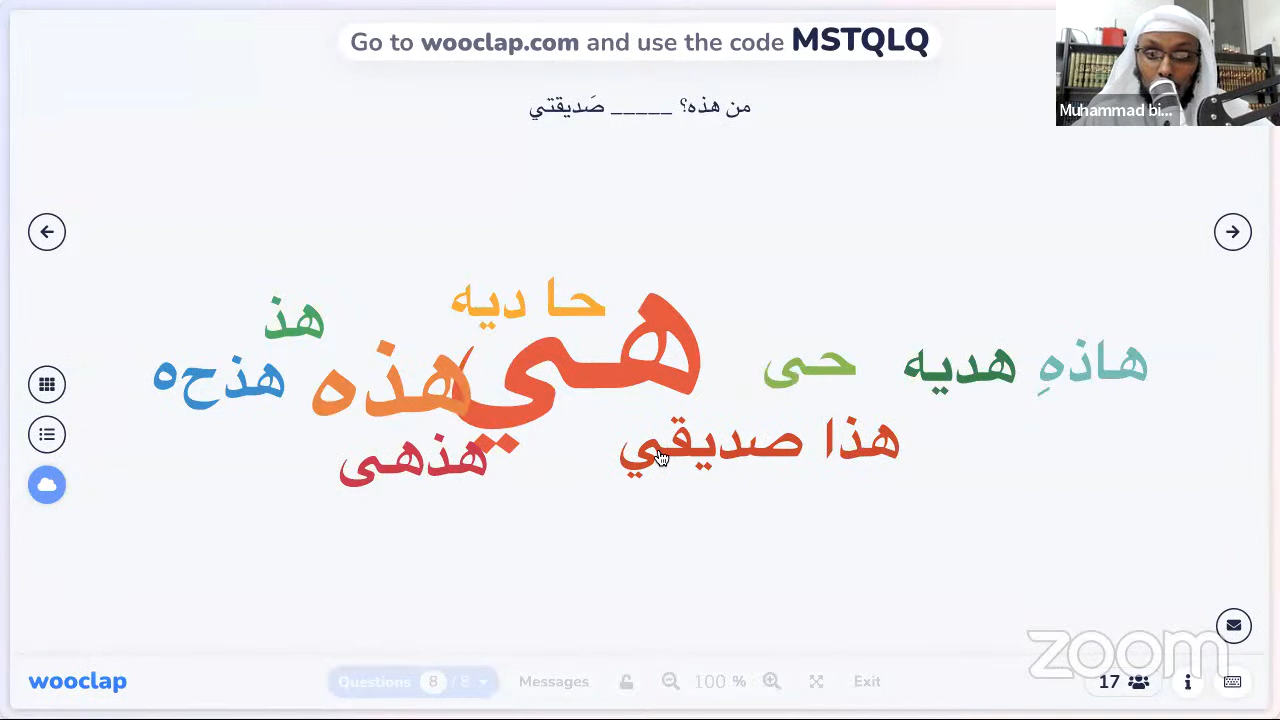 Go to wooclap.com and use the code MSTQLQ
Muhammad bi...
من هذه؟ _____ صَديقتي
حا ديه
هي
هذ
هذه
هذحه
هذهى
حى
هديه
هاذهِ
هذا صديقي
zoom
wooclap
Questions 8 / 8
Messages
100 %
Exit
17